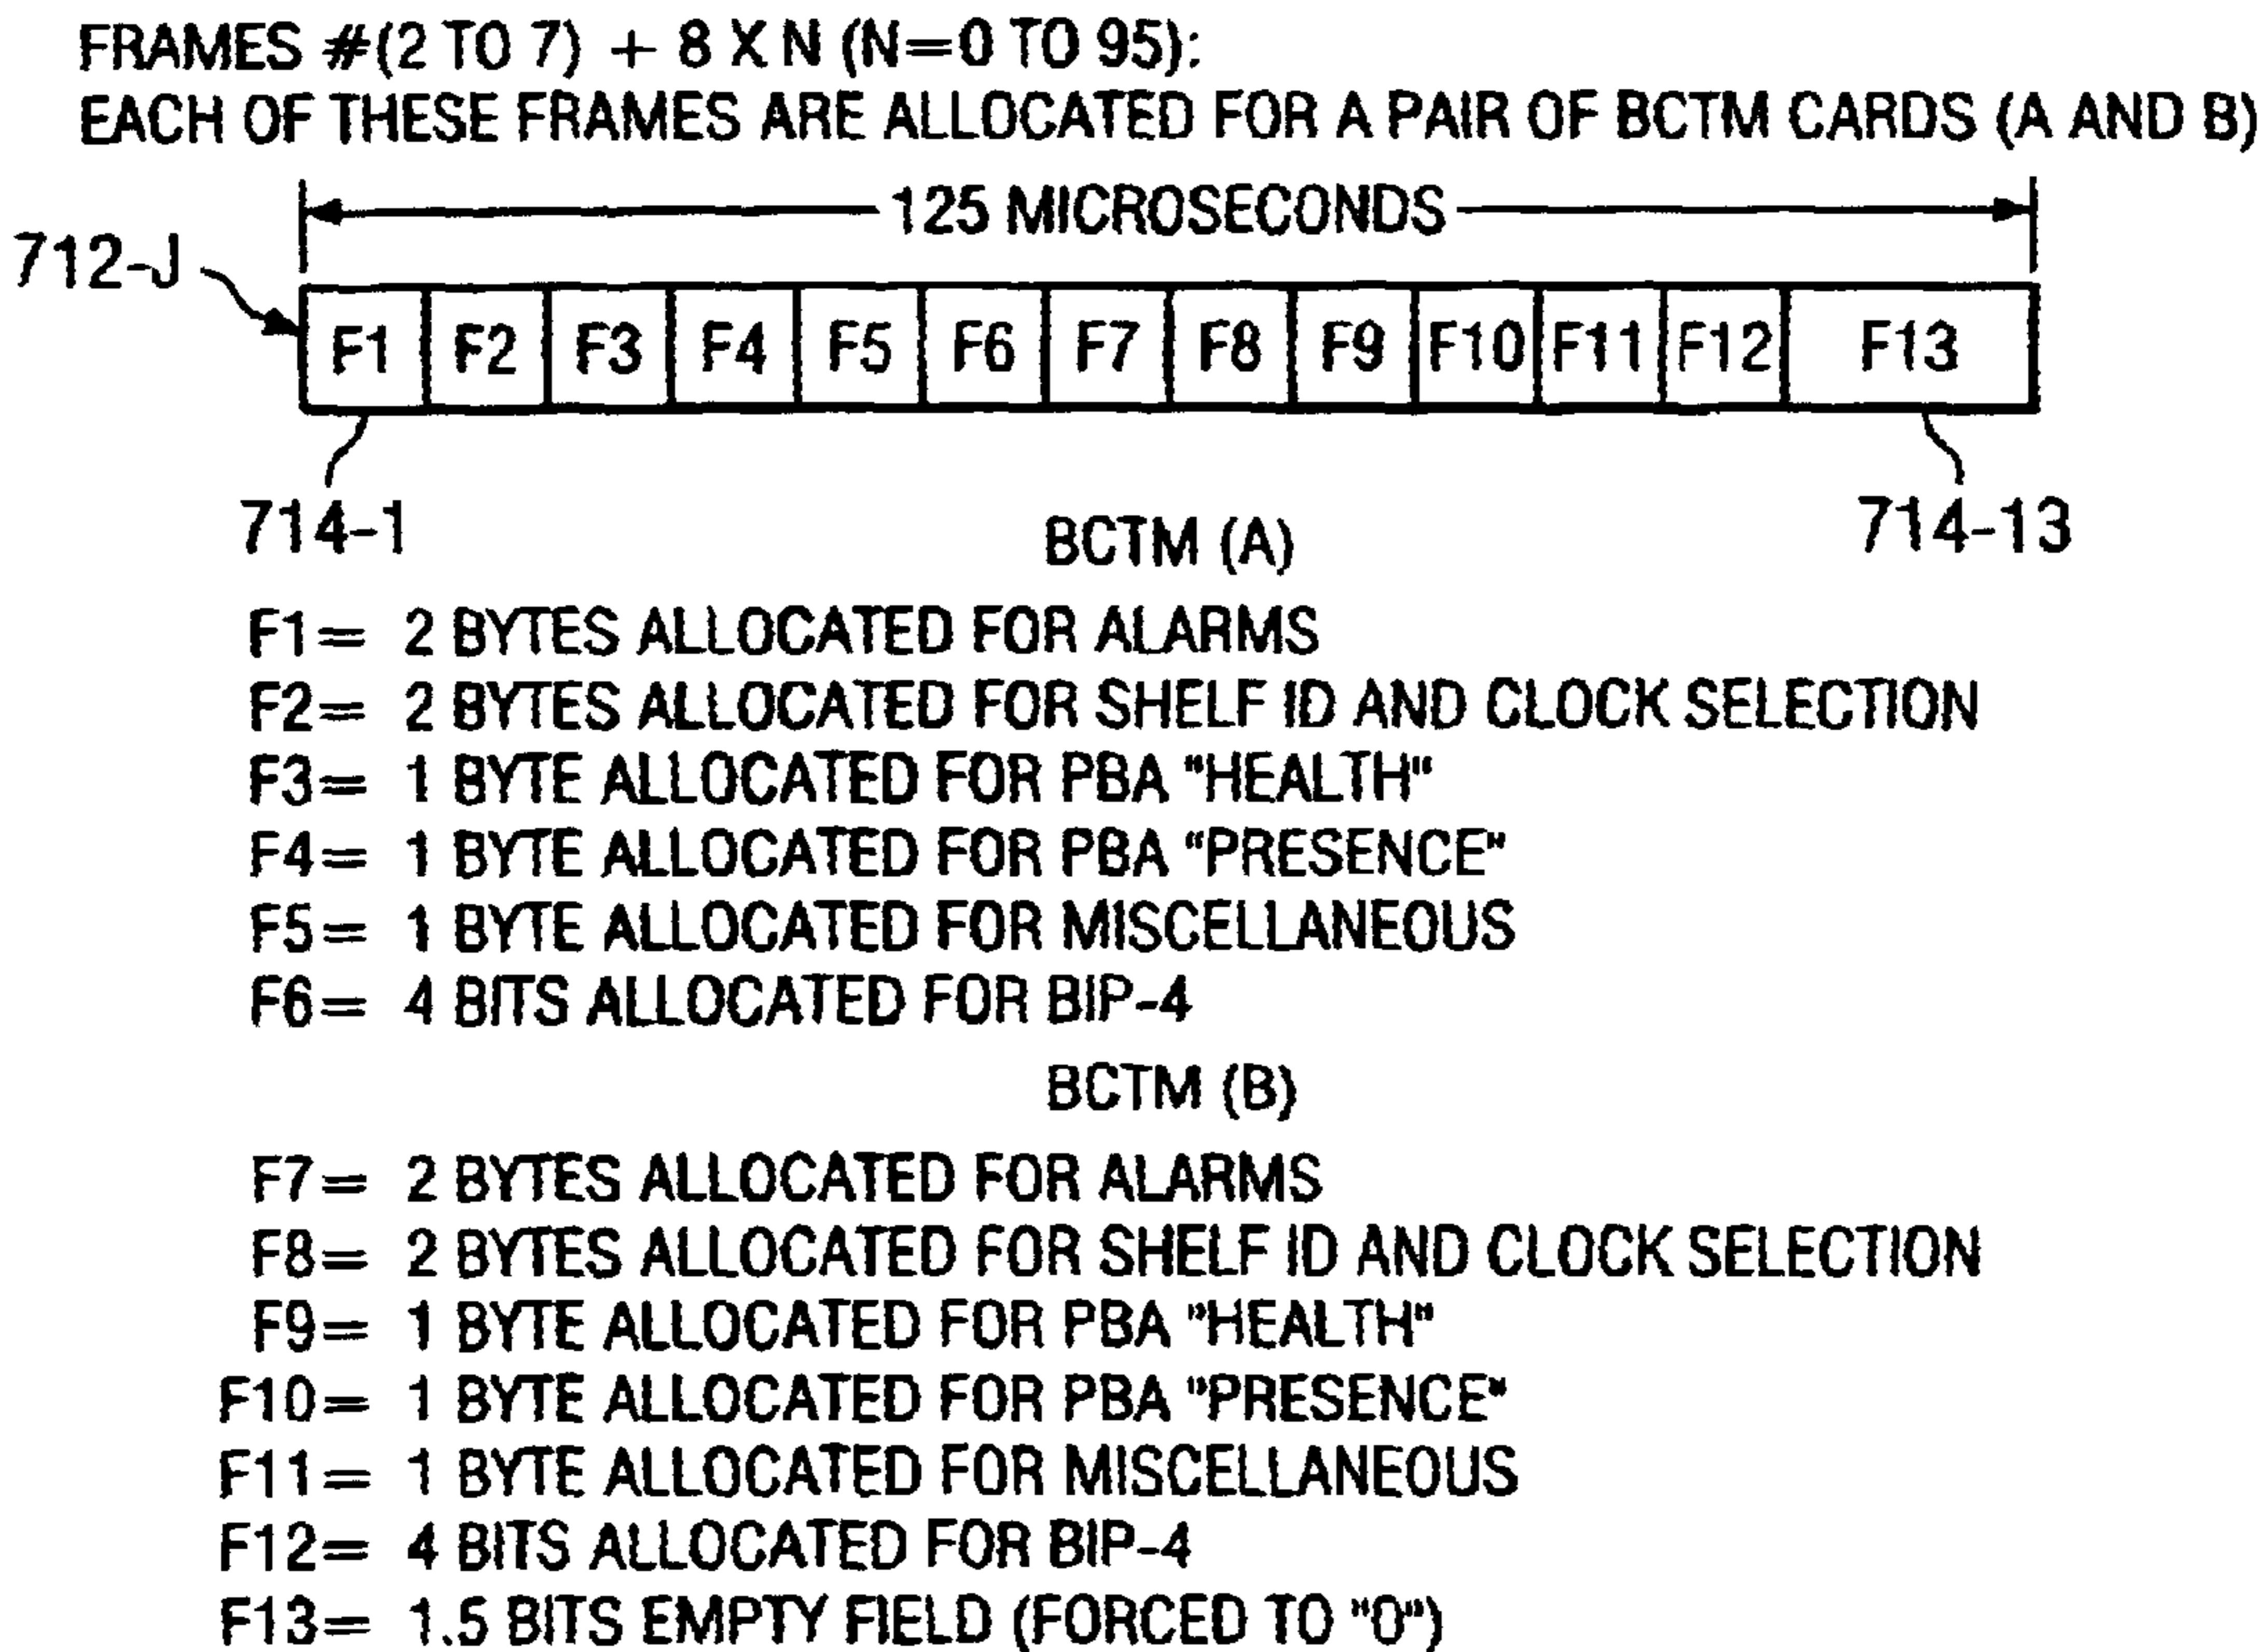 FRAMES #(2 TO 7) + 8 X N (N=0 TO 95):
EACH OF THESE FRAMES ARE ALLOCATED FOR A PAIR OF BCTM CARDS (A AND B)
125 MICROSECONDS
712-J
F1 F2 F3 F4 F5 F6 F7 F8 F9 F10 F11 F12 F13
714-1
714-13
BCTM (A)
F1= 2 BYTES ALLOCATED FOR ALARMS
F2= 2 BYTES ALLOCATED FOR SHELF ID AND CLOCK SELECTION
F3= 1 BYTE ALLOCATED FOR PBA "HEALTH"
F4= 1 BYTE ALLOCATED FOR PBA "PRESENCE"
F5= 1 BYTE ALLOCATED FOR MISCELLANEOUS
F6= 4 BITS ALLOCATED FOR BIP-4
BCTM (B)
F7= 2 BYTES ALLOCATED FOR ALARMS
F8= 2 BYTES ALLOCATED FOR SHELF ID AND CLOCK SELECTION
F9= 1 BYTE ALLOCATED FOR PBA "HEALTH"
F10= 1 BYTE ALLOCATED FOR PBA "PRESENCE"
F11= 1 BYTE ALLOCATED FOR MISCELLANEOUS
F12= 4 BITS ALLOCATED FOR BIP-4
F13= 1.5 BITS EMPTY FIELD (FORCED TO "0")